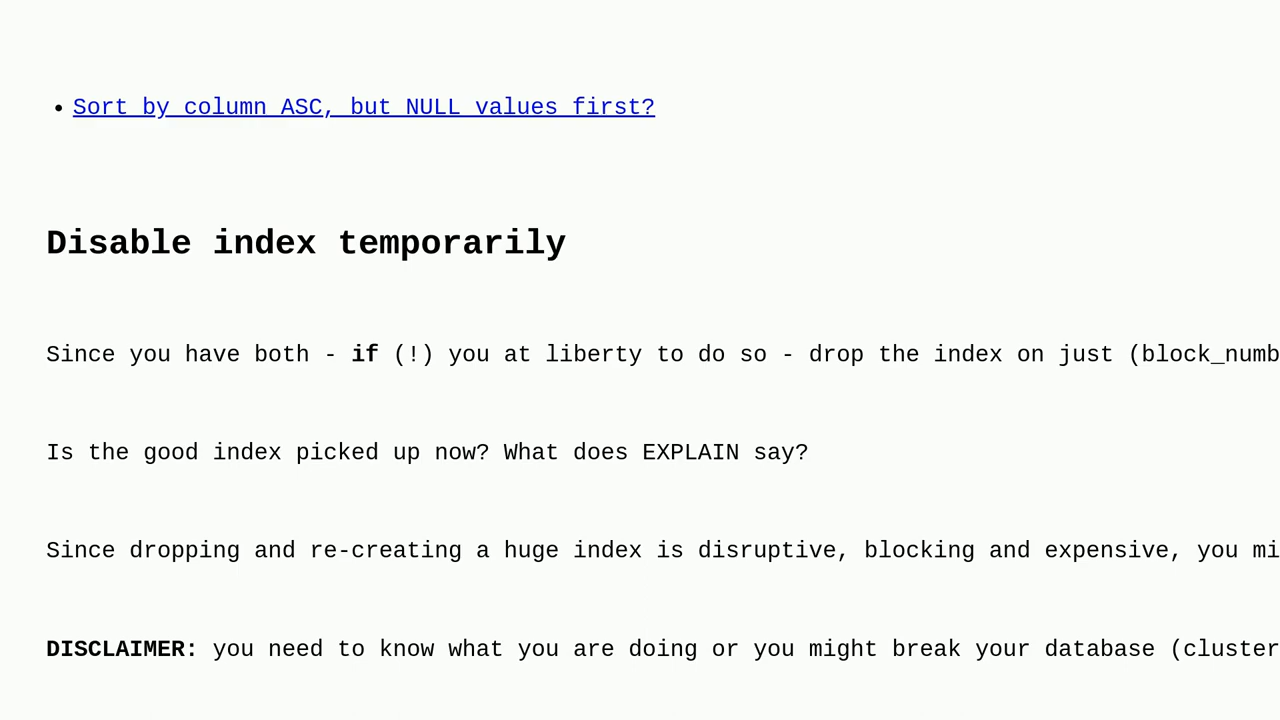 • Sort by column ASC, but NULL values first?
Disable index temporarily
Since you have both - if (!) you at liberty to do so - drop the index on just (block_numb
Is the good index picked up now? What does EXPLAIN say?
Since dropping and re-creating a huge index is disruptive, blocking and expensive, you mi
DISCLAIMER: you need to know what you are doing or you might break your database (cluster